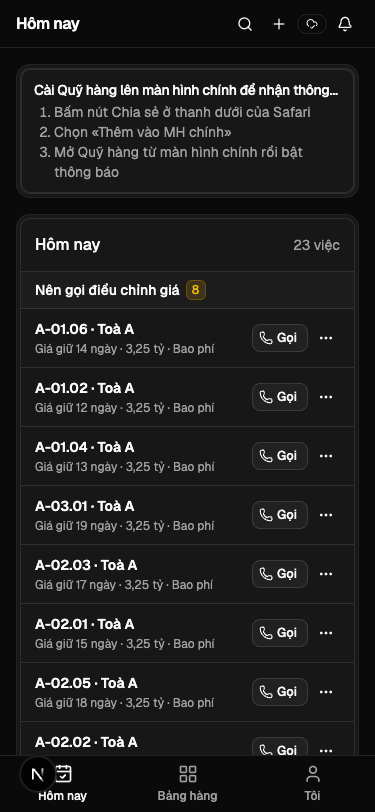 Hôm nay
Cài Quỹ hàng lên màn hình chính để nhận thông...
1. Bấm nút Chia sẻ ở thanh dưới của Safari
2. Chọn «Thêm vào MH chính»
3. Mở Quỹ hàng từ màn hình chính rồi bật
thông báo
Hôm nay 23 việc
Nên gọi điều chỉnh giá 8
A-01.06 · Toà A
Giá giữ 14 ngày · 3,25 tỷ · Bao phí
Gọi
A-01.02 · Toà A
Giá giữ 12 ngày · 3,25 tỷ · Bao phí
Gọi
A-01.04 · Toà A
Giá giữ 13 ngày · 3,25 tỷ · Bao phí
Gọi
A-03.01 · Toà A
Giá giữ 19 ngày · 3,25 tỷ · Bao phí
Gọi
A-02.03 · Toà A
Giá giữ 17 ngày · 3,25 tỷ · Bao phí
Gọi
A-02.01 · Toà A
Giá giữ 15 ngày · 3,25 tỷ · Bao phí
Gọi
A-02.05 · Toà A
Giá giữ 18 ngày · 3,25 tỷ · Bao phí
Gọi
A-02.02 · Toà A
Gọi
N
Hôm nay Bảng hàng Tôi